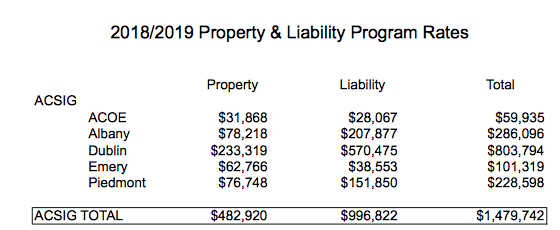 2018/2019 Property & Liability Program Rates
Property Liability Total
ACSIG
ACOE $31,868 $28,067 $59,935
Albany $78,218 $207,877 $286,096
Dublin $233,319 $570,475 $803,794
Emery $62,766 $38,553 $101,319
Piedmont $76,748 $151,850 $228,598
ACSIG TOTAL $482,920 $996,822 $1,479,742